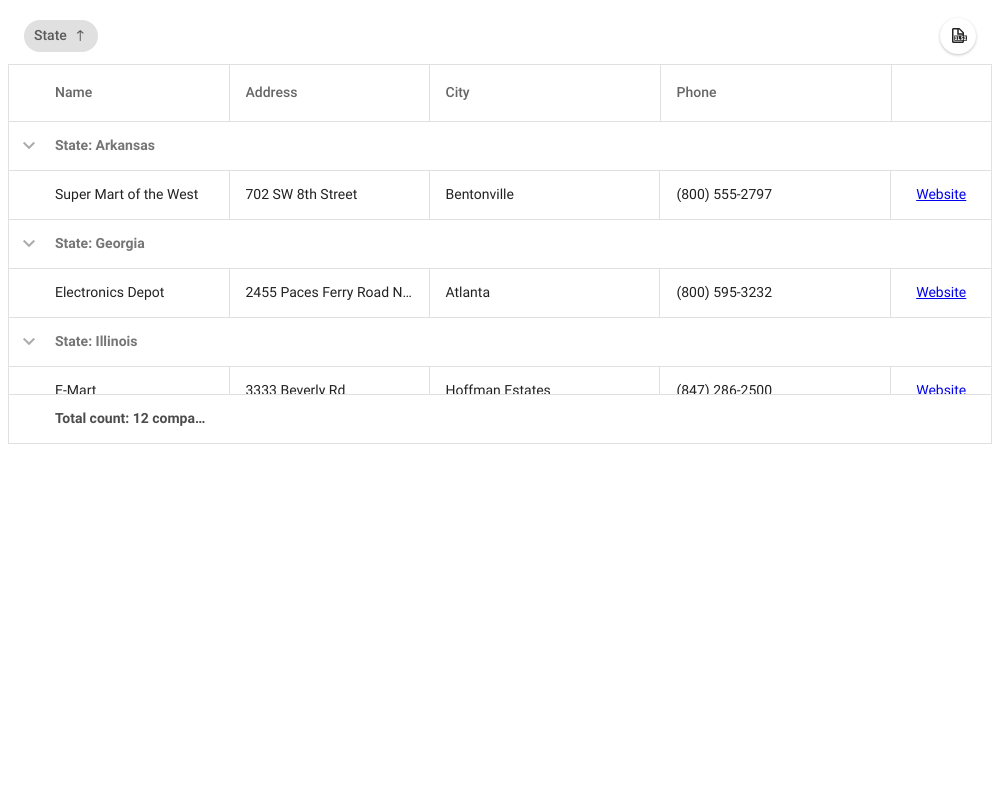 State ↑
Name Address City Phone
State: Arkansas
Super Mart of the West 702 SW 8th Street Bentonville (800) 555-2797 Website
State: Georgia
Electronics Depot 2455 Paces Ferry Road N... Atlanta (800) 595-3232 Website
State: Illinois
E-Mart 3333 Beverly Rd Hoffman Estates (847) 286-2500 Website
Total count: 12 compa...